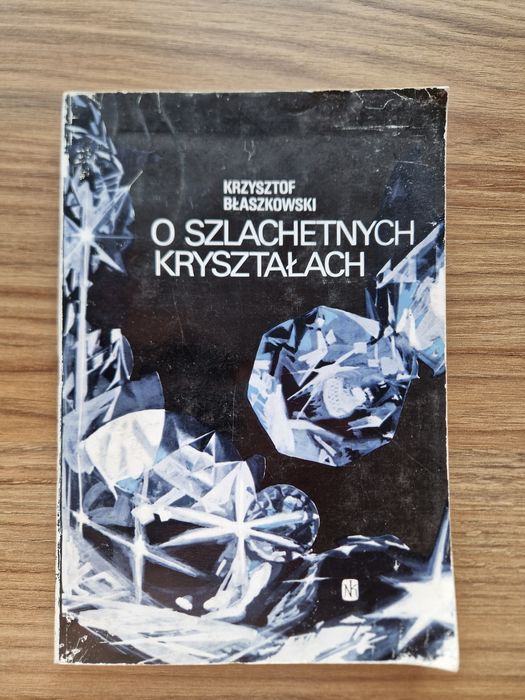 KRZYSZTOF
BŁASZKOWSKI
O SZLACHETNYCH
KRYSZTAŁACH